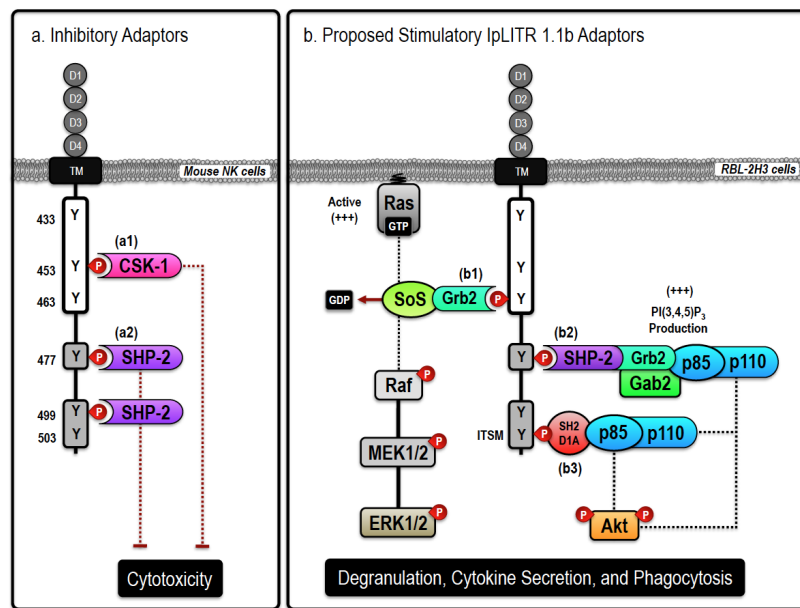 a. Inhibitory Adaptors
D1
D2
D3
D4
TM
Mouse NK cells
433
Y
(a1)
453
Y
P
CSK-1
463
Y
(a2)
477
Y
P
SHP-2
499
Y
P
SHP-2
503
Y
Cytotoxicity
b. Proposed Stimulatory IpLITR 1.1b Adaptors
D1
D2
D3
D4
TM
RBL-2H3 cells
Active
(+++)
Ras
GTP
Y
Y
(b1)
GDP
SoS
Grb2
P
Y
(+++)
PI(3,4,5)P3
Production
(b2)
Y
P
SHP-2
Grb2
Gab2
p85
p110
Raf
P
ITSM
Y
Y
P
SH2
D1A
p85
p110
(b3)
MEK1/2
P
ERK1/2
P
P
Akt
P
Degranulation, Cytokine Secretion, and Phagocytosis